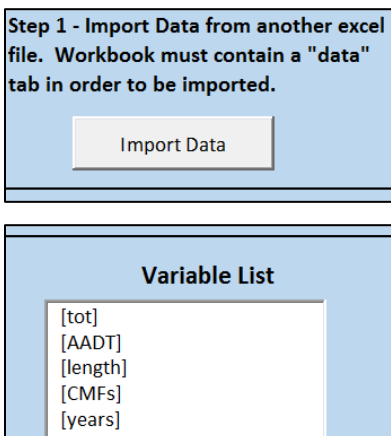 Step 1 - Import Data from another excel
file.  Workbook must contain a "data"
tab in order to be imported.
Import Data
Variable List
[tot]
[AADT]
[length]
[CMFs]
[years]